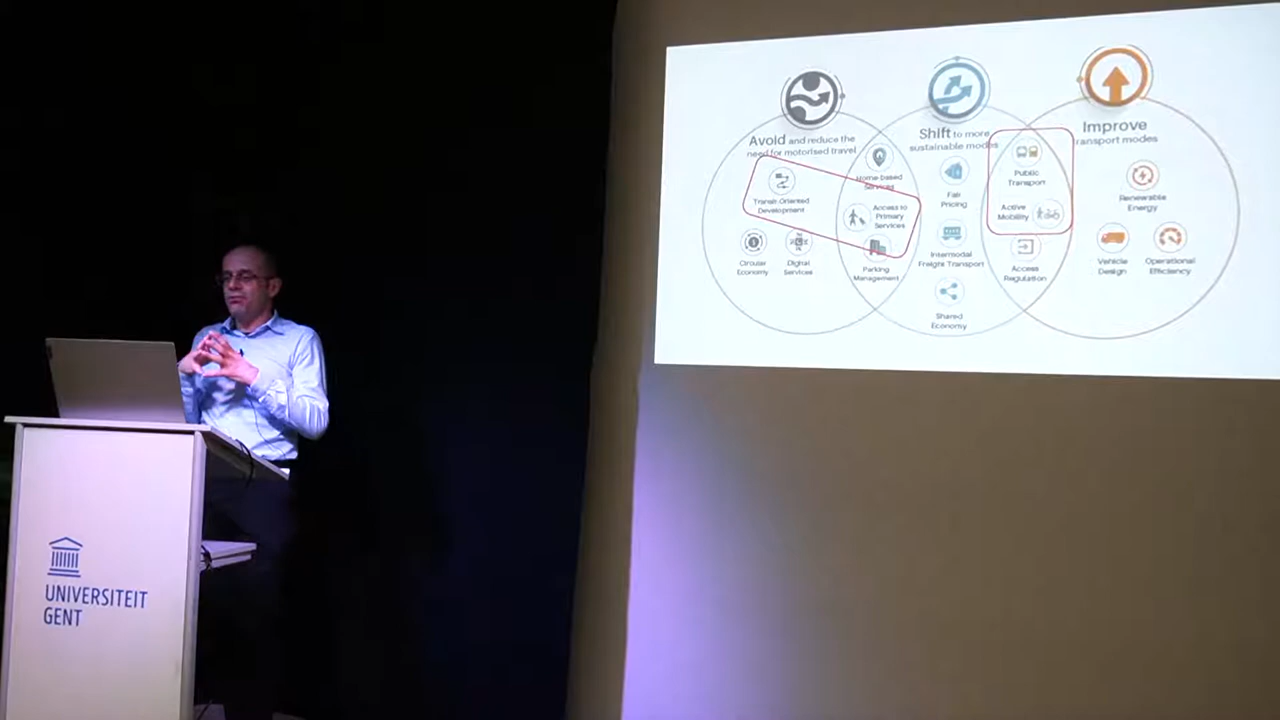 Avoid and reduce the
need for motorised travel
Transit Oriented
Development
Circular
Economy
Digital
Services
Home-based
Services
Access to
Primary
Services
Parking
Management
Shift to more
sustainable modes
Fair
Pricing
Intermodal
Freight Transport
Shared
Economy
Public
Transport
Active
Mobility
Access
Regulation
Improve
transport modes
Renewable
Energy
Vehicle
Design
Operational
Efficiency
UNIVERSITEIT
GENT